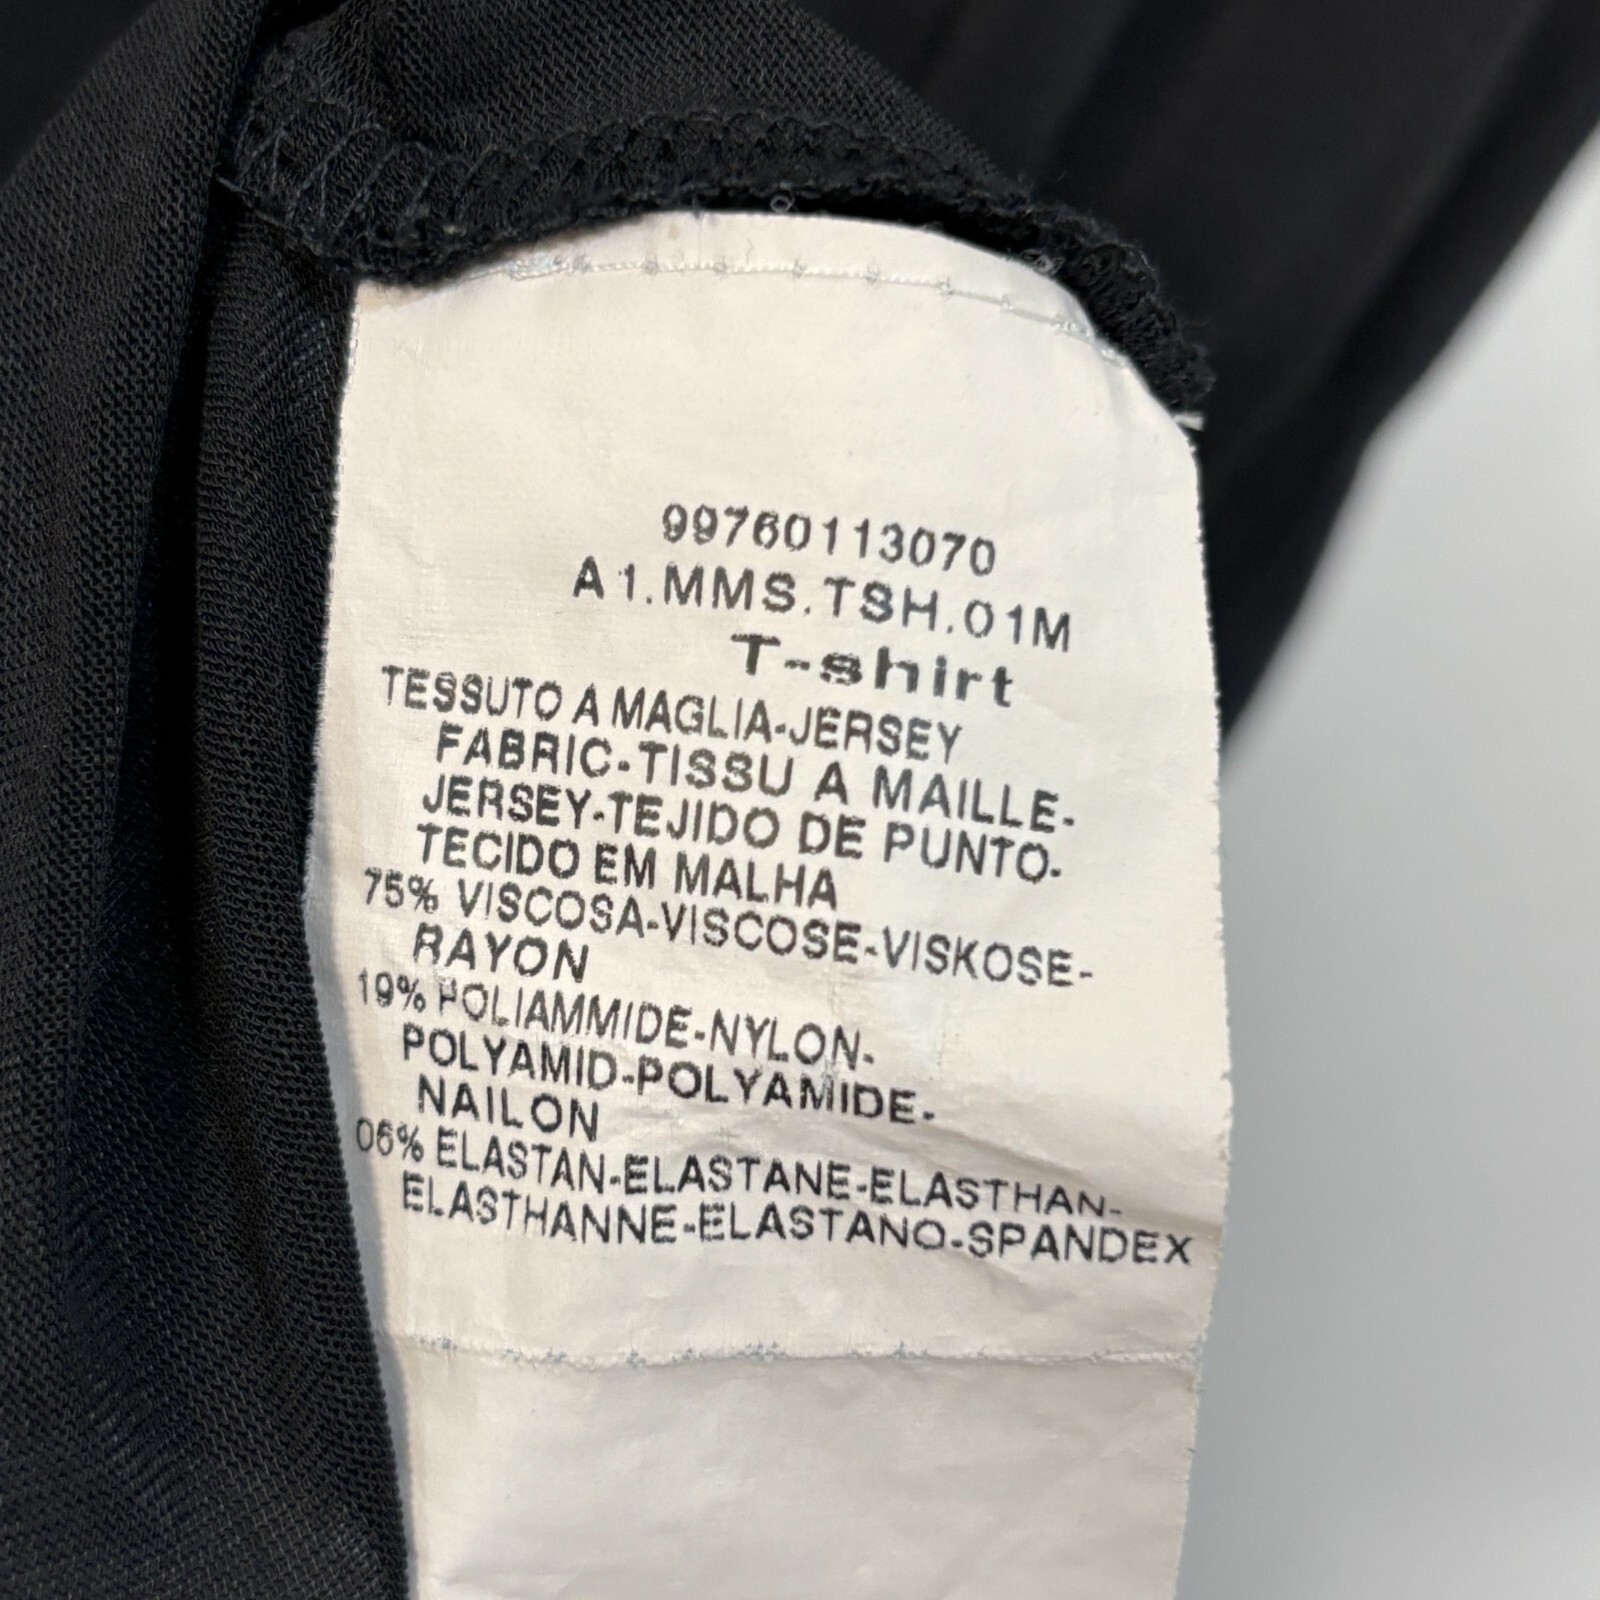 99760113070
A1.MMS.TSH.01M
T-shirt
TESSUTO A MAGLIA-JERSEY
FABRIC-TISSU A MAILLE-
JERSEY-TEJIDO DE PUNTO-
TECIDO EM MALHA
75% VISCOSA-VISCOSE-VISKOSE-
RAYON
19% POLIAMMIDE-NYLON-
POLYAMID-POLYAMIDE-
NAILON
06% ELASTAN-ELASTANE-ELASTHAN-
ELASTHANNE-ELASTANO-SPANDEX